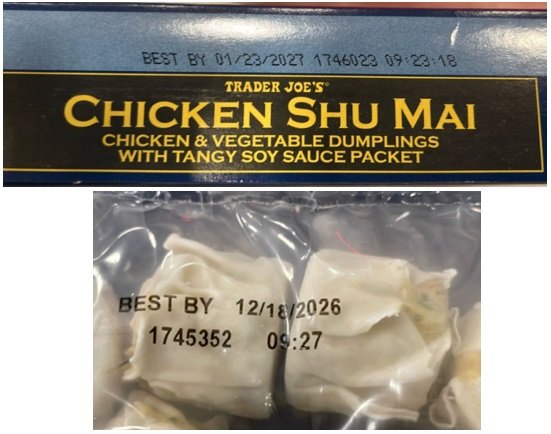 BEST BY 01/23/2027 1746023 09:23:18
TRADER JOE'S®
CHICKEN SHU MAI
CHICKEN & VEGETABLE DUMPLINGS
WITH TANGY SOY SAUCE PACKET
BEST BY 12/18/2026
1745352 09:27